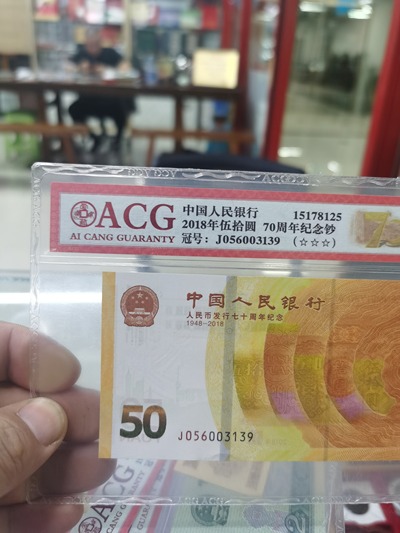 ACG
AI CANG GUARANTY
中国人民银行 15178125
2018年伍拾圆 70周年纪念钞
冠号: J056003139 (☆☆☆)
中国人民银行
人民币发行七十周年纪念
1948-2018
50
J056003139